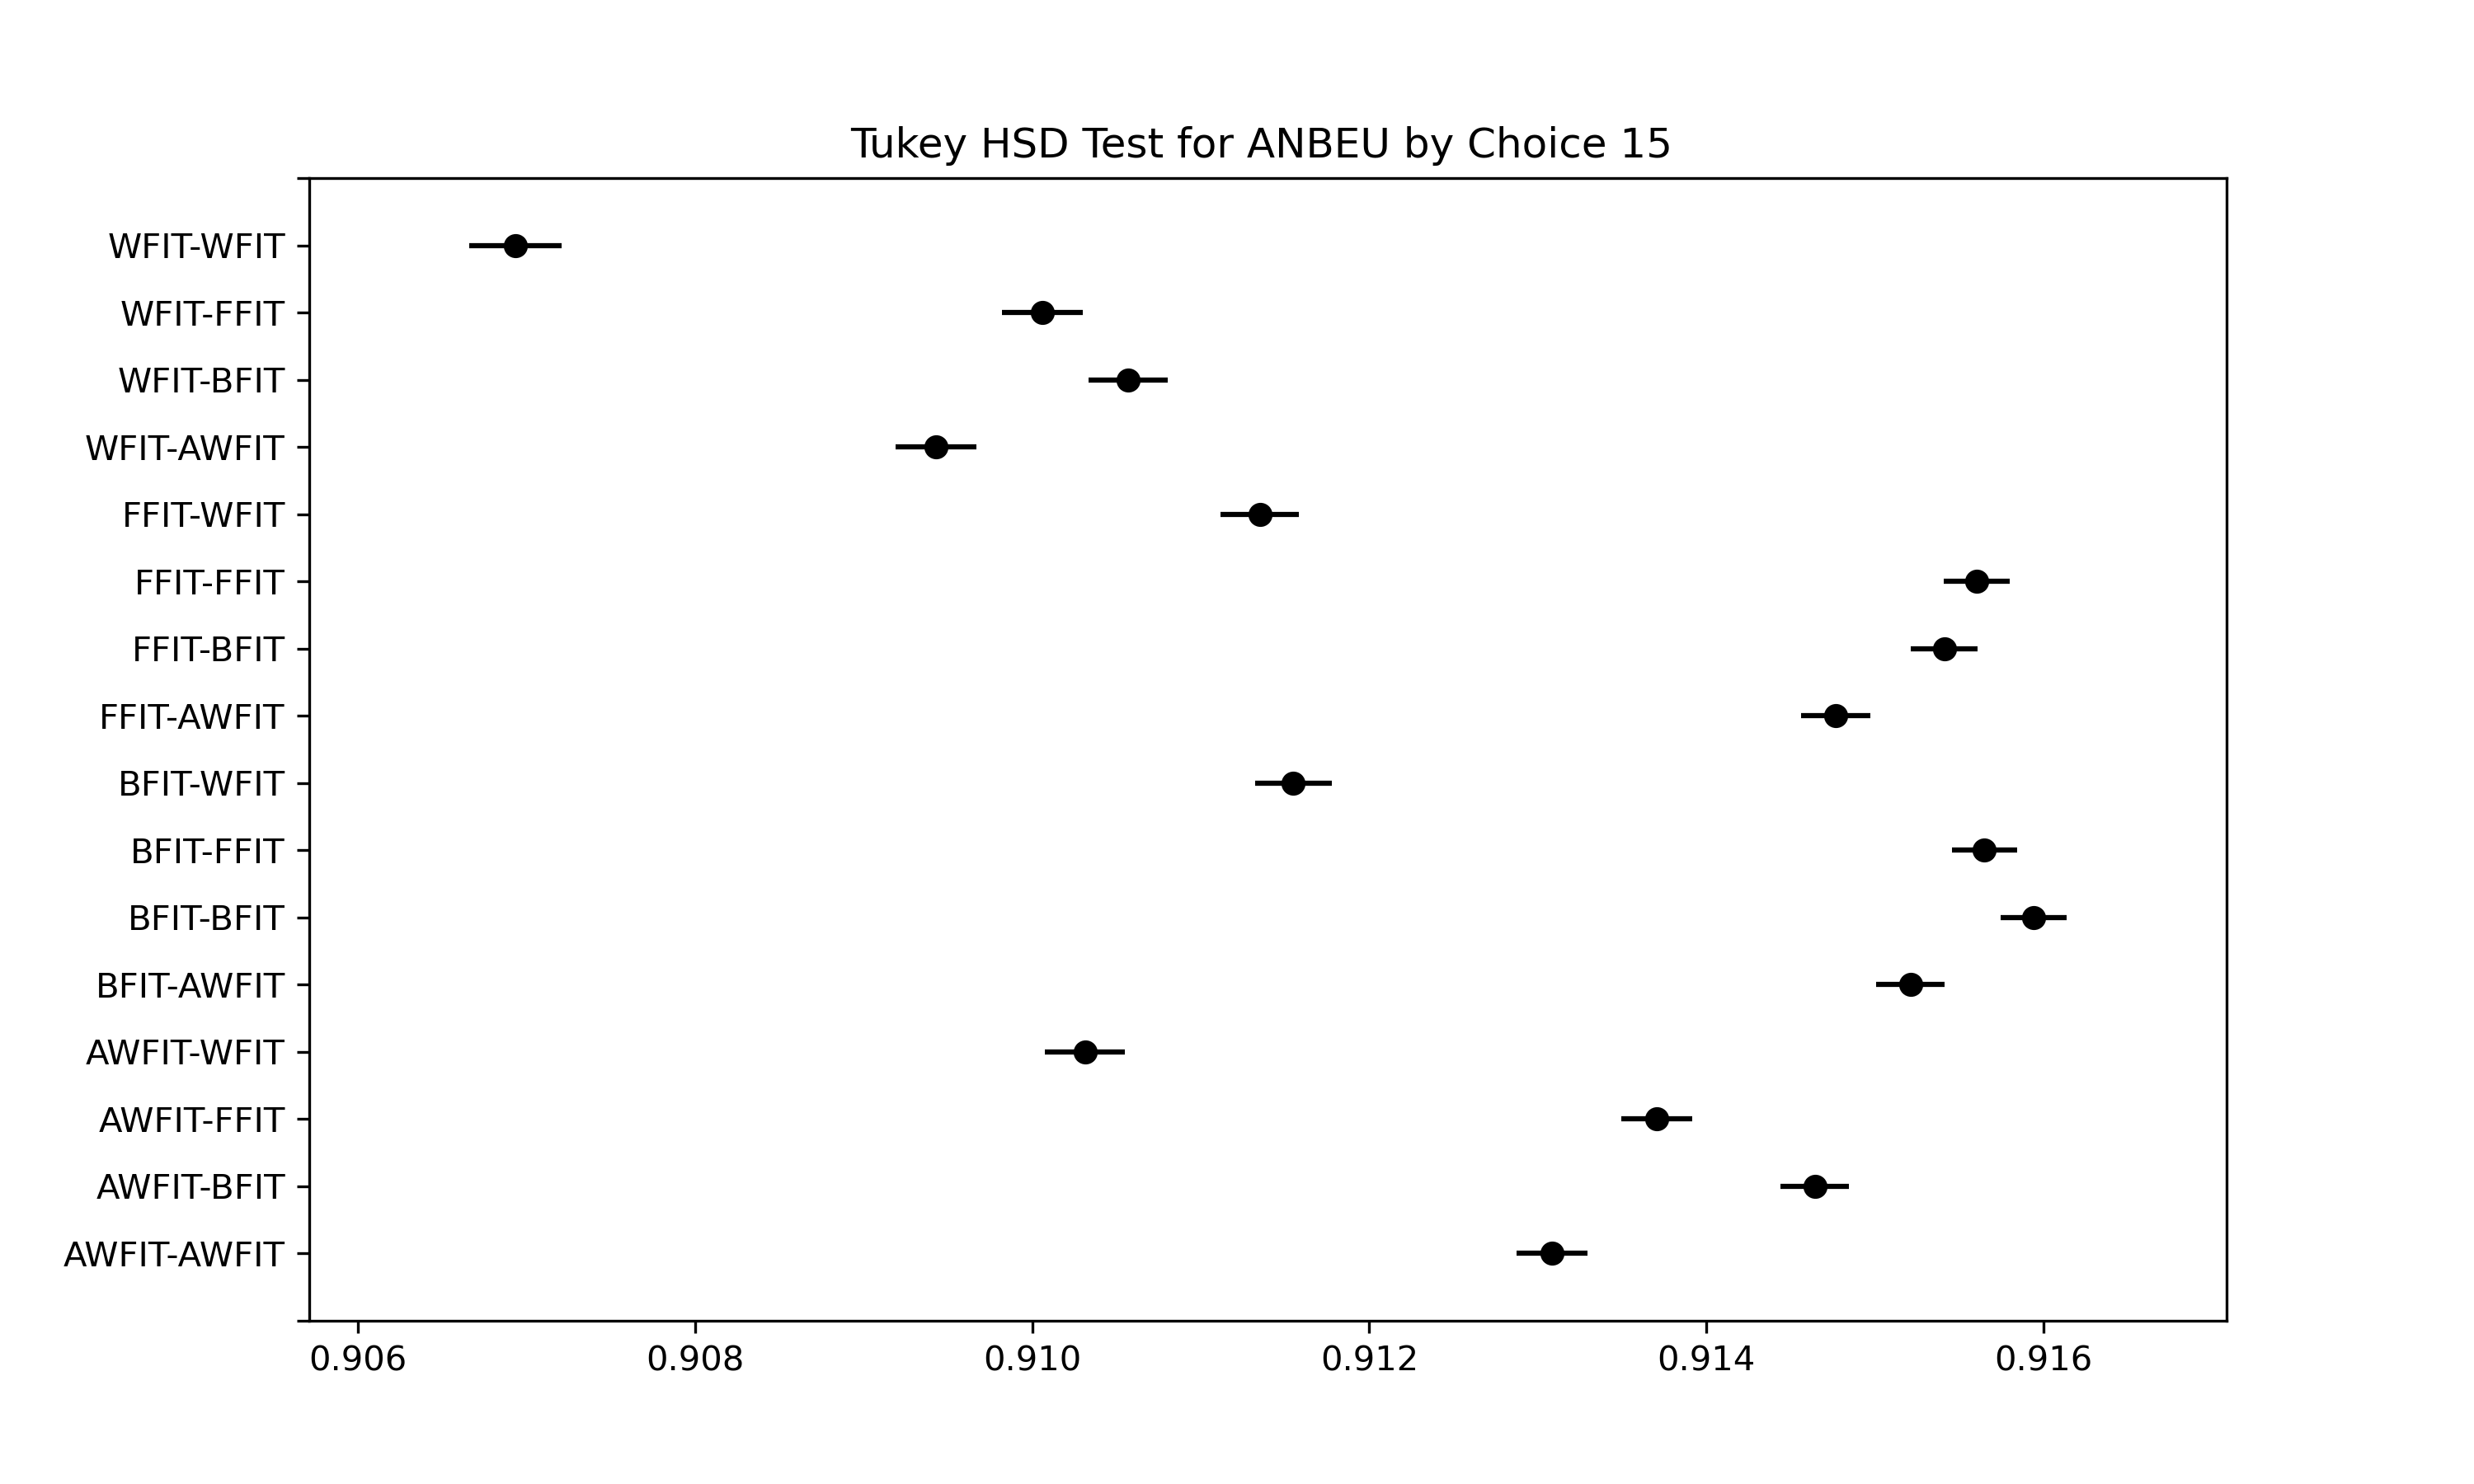 Tukey HSD Test for ANBEU by Choice 15
WFIT-WFIT
WFIT-FFIT
WFIT-BFIT
WFIT-AWFIT
FFIT-WFIT
FFIT-FFIT
FFIT-BFIT
FFIT-AWFIT
BFIT-WFIT
BFIT-FFIT
BFIT-BFIT
BFIT-AWFIT
AWFIT-WFIT
AWFIT-FFIT
AWFIT-BFIT
AWFIT-AWFIT
0.906 0.908 0.910 0.912 0.914 0.916